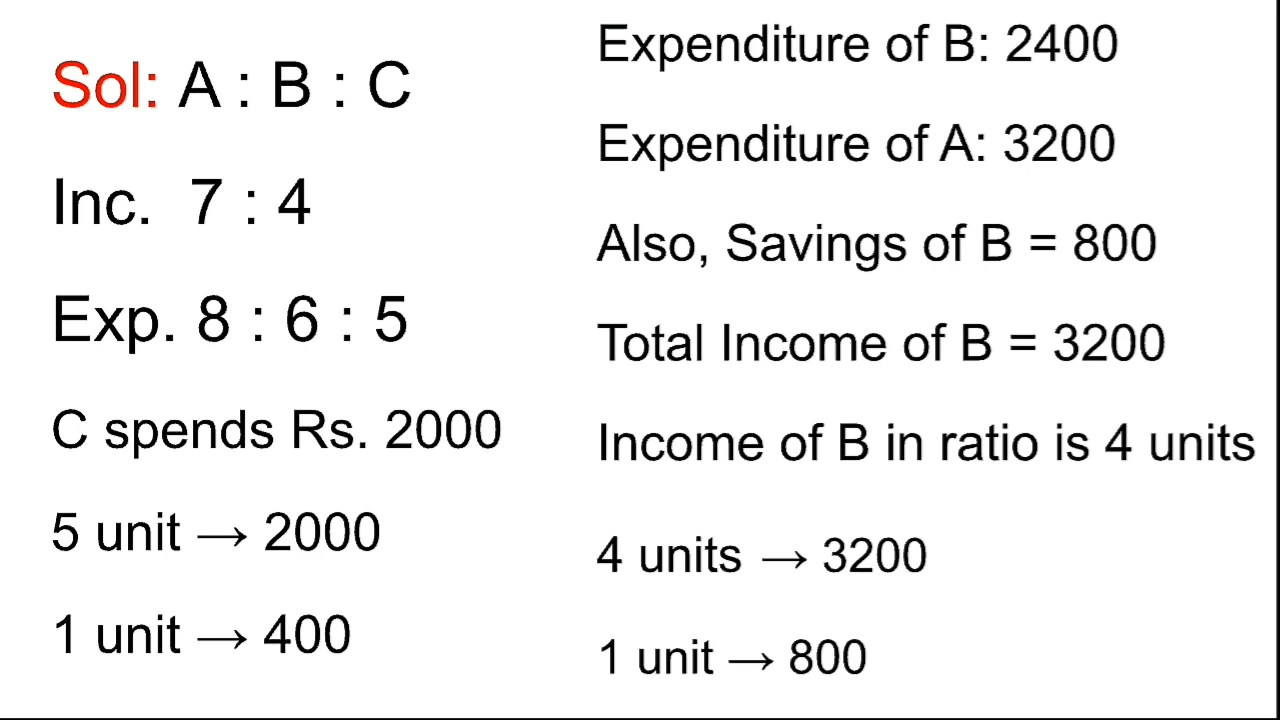 Sol: A : B : C
Inc. 7 : 4
Exp. 8 : 6 : 5
C spends Rs. 2000
5 unit → 2000
1 unit → 400
Expenditure of B: 2400
Expenditure of A: 3200
Also, Savings of B = 800
Total Income of B = 3200
Income of B in ratio is 4 units
4 units → 3200
1 unit → 800